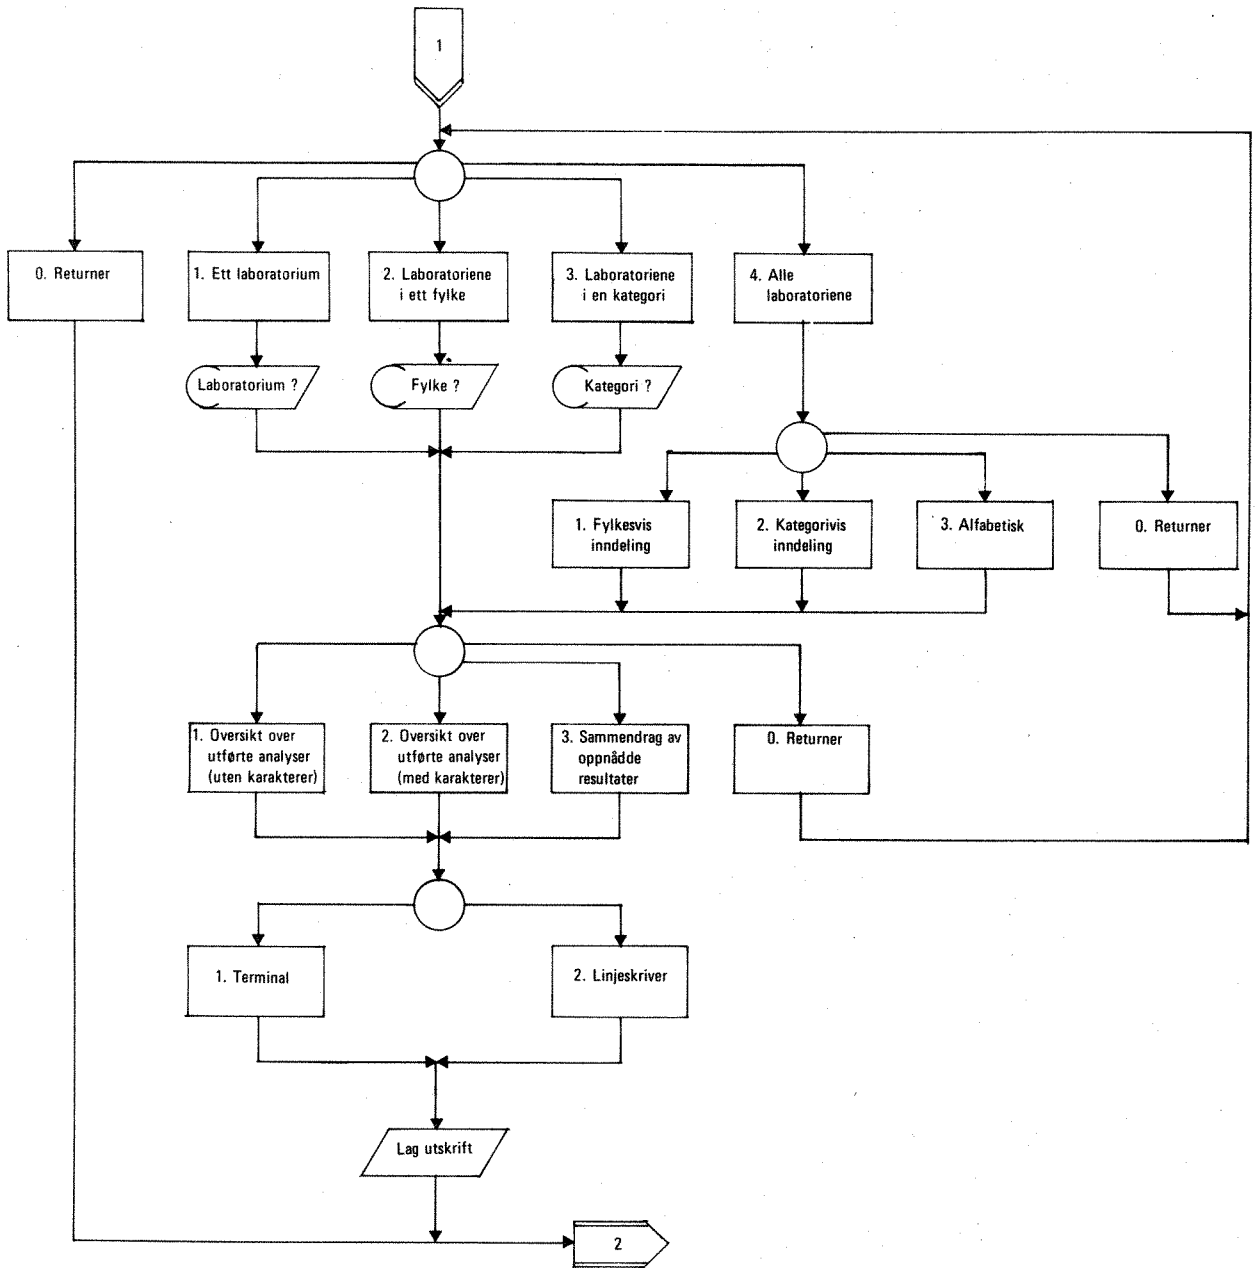 1
0. Returner
1. Ett laboratorium
2. Laboratoriene
i ett fylke
3. Laboratoriene
i en kategori
4. Alle
laboratoriene
Laboratorium ?
Fylke ?
Kategori ?
1. Fylkesvis
inndeling
2. Kategorivis
inndeling
3. Alfabetisk
0. Returner
1. Oversikt over
utførte analyser
(uten karakterer)
2. Oversikt over
utførte analyser
(med karakterer)
3. Sammendrag av
oppnådde
resultater
0. Returner
1. Terminal
2. Linjeskriver
Lag utskrift
2